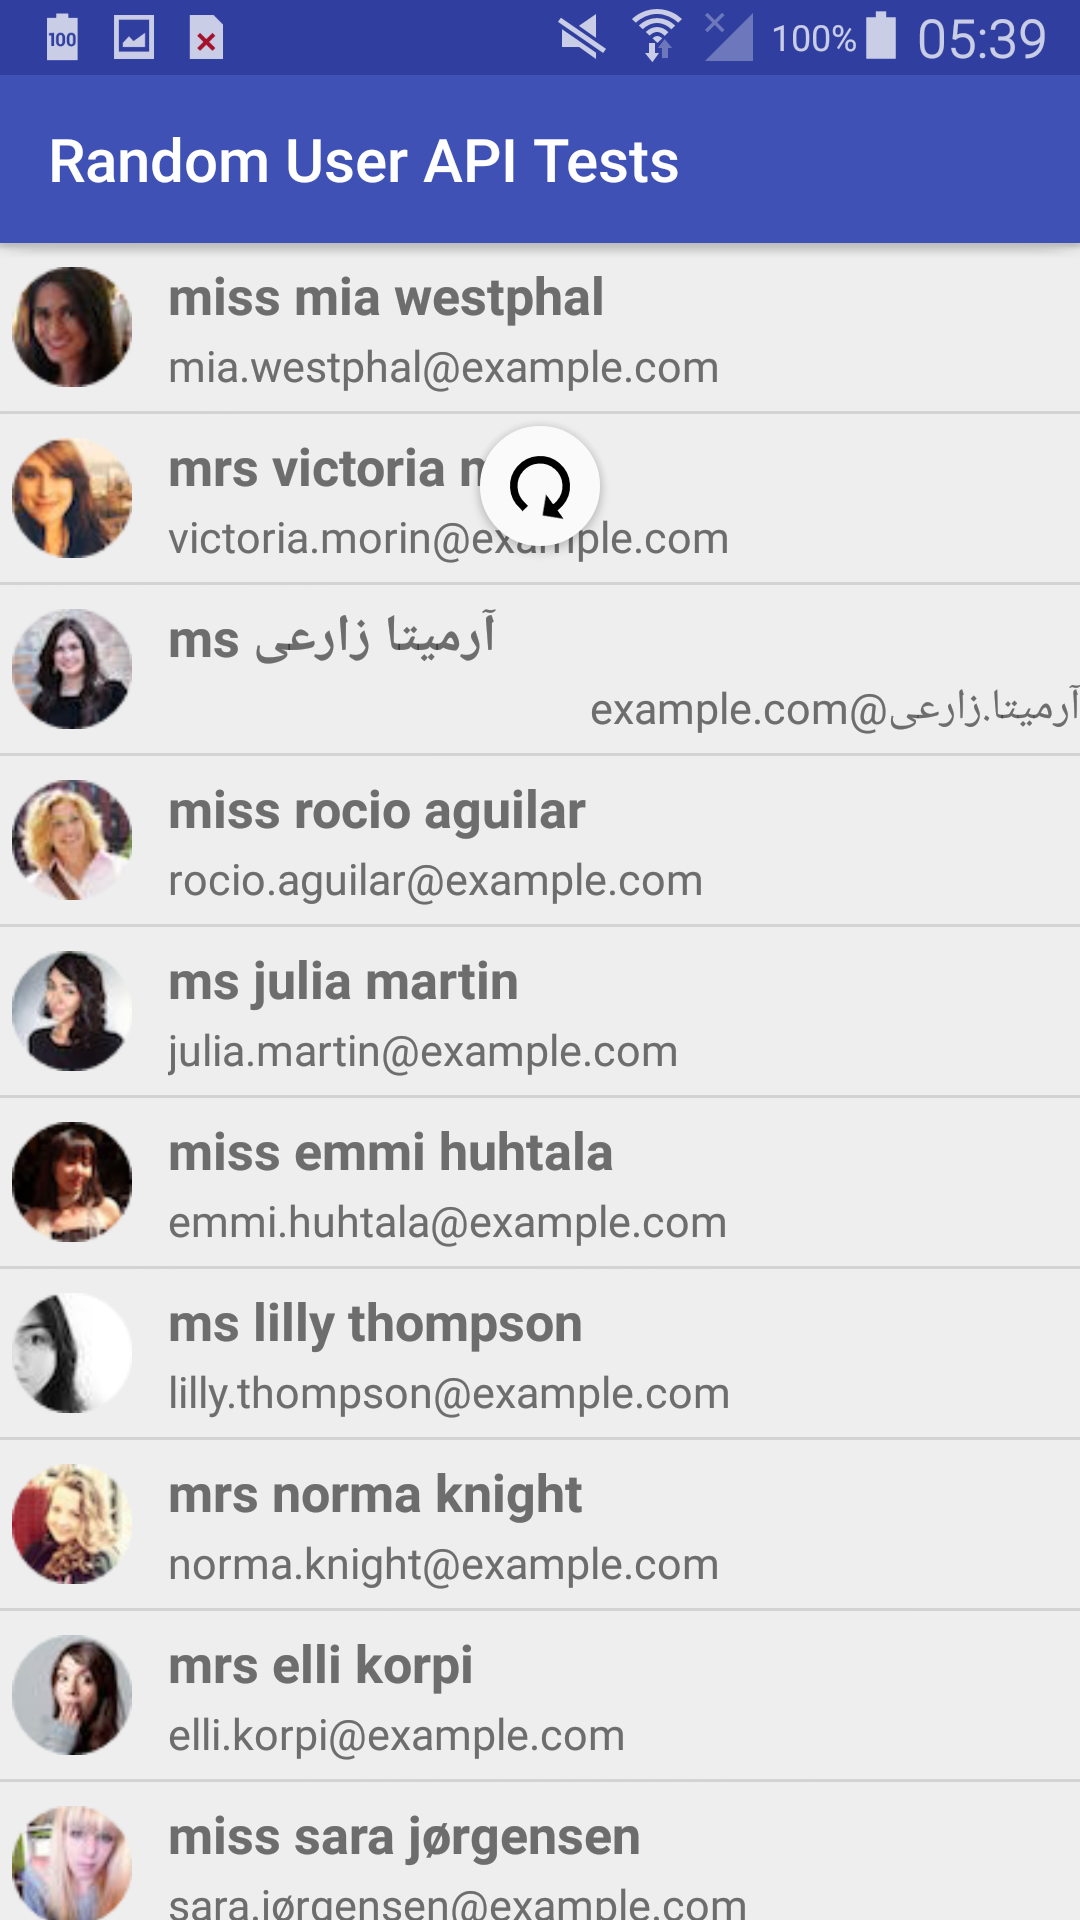 100 100% 05:39
Random User API Tests
miss mia westphal
mia.westphal@example.com
mrs victoria
victoria.morin@example.com
ms آرمیتا زارعی
آرمیتا.زارعی@example.com
miss rocio aguilar
rocio.aguilar@example.com
ms julia martin
julia.martin@example.com
miss emmi huhtala
emmi.huhtala@example.com
ms lilly thompson
lilly.thompson@example.com
mrs norma knight
norma.knight@example.com
mrs elli korpi
elli.korpi@example.com
miss sara jørgensen
sara.jørgensen@example.com